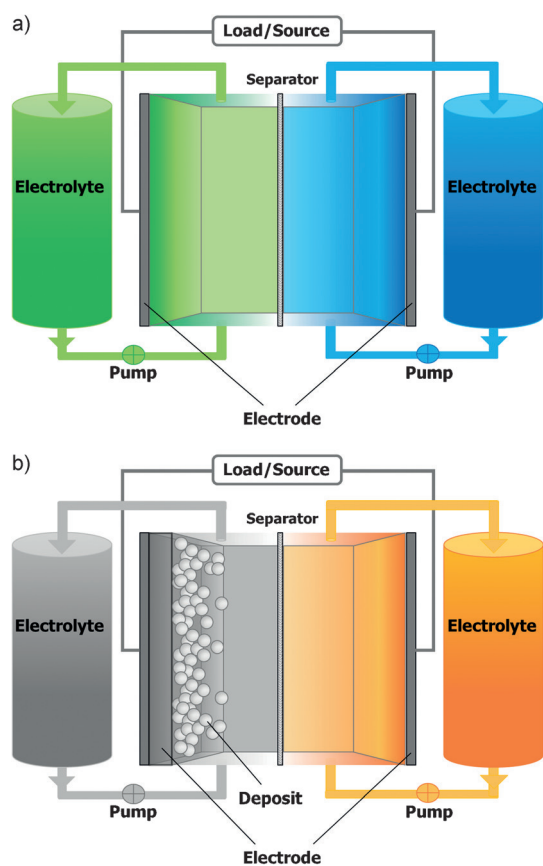 a)
Load/Source
Separator
Electrolyte
Electrolyte
Pump
Pump
Electrode
b)
Load/Source
Separator
Electrolyte
Electrolyte
Pump
Deposit
Pump
Electrode